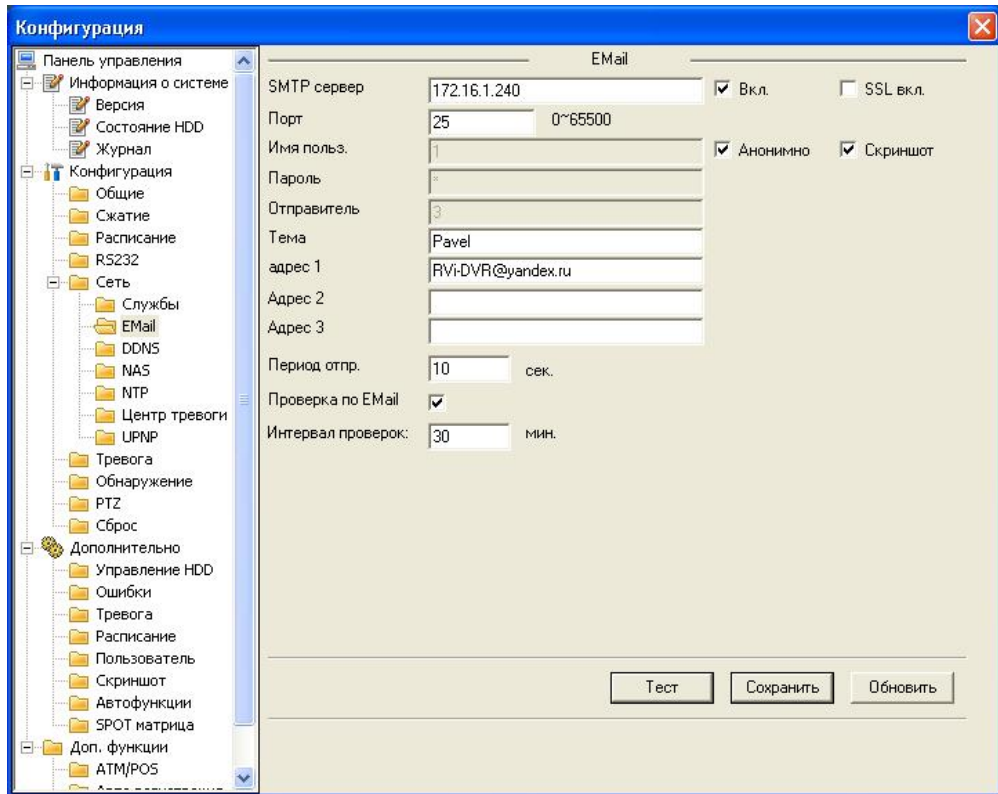 Конфигурация
Панель управления
Информация о системе
Версия
Состояние HDD
Журнал
Конфигурация
Общие
Сжатие
Расписание
RS232
Сеть
Службы
EMail
DDNS
NAS
NTP
Центр тревоги
UPNP
Тревога
Обнаружение
PTZ
Сброс
Дополнительно
Управление HDD
Ошибки
Тревога
Расписание
Пользователь
Скриншот
Автофункции
SPOT матрица
Доп. функции
ATM/POS
EMail
SMTP сервер 172.16.1.240 Вкл. SSL вкл.
Порт 25 0~65500
Имя польз. 1 Анонимно Скриншот
Пароль *
Отправитель 3
Тема Pavel
адрес 1 RVi-DVR@yandex.ru
Адрес 2
Адрес 3
Период отпр. 10 сек.
Проверка по EMail
Интервал проверок: 30 мин.
Тест Сохранить Обновить